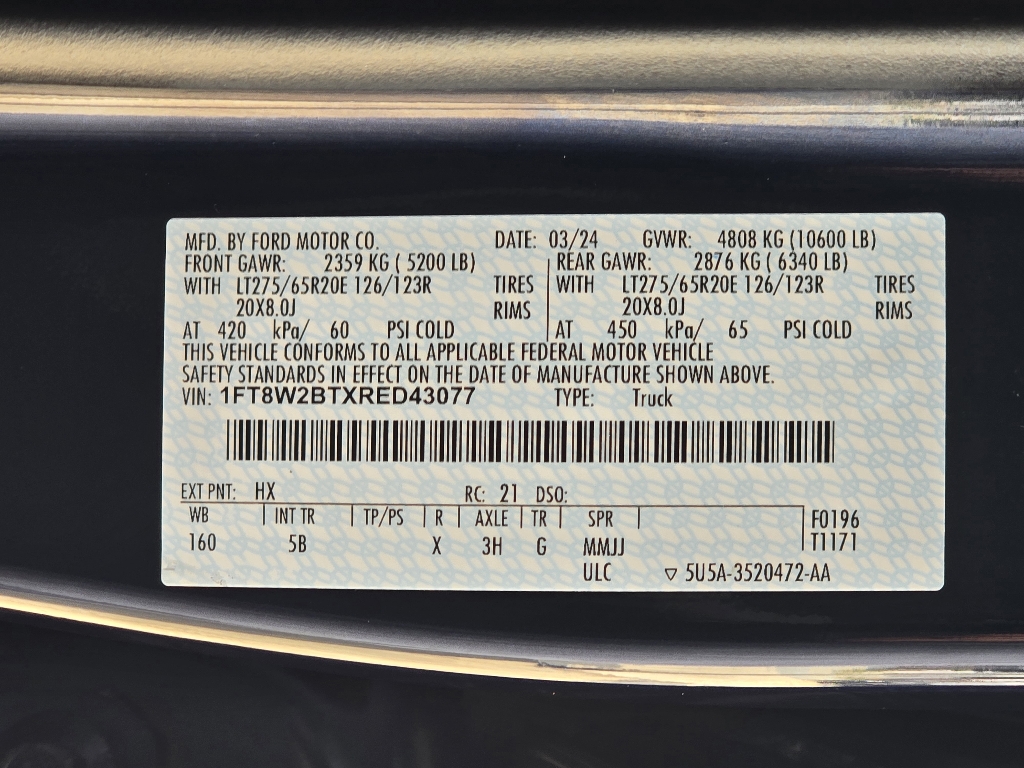 MFD. BY FORD MOTOR CO. DATE: 03/24 GVWR: 4808 KG (10600 LB)
FRONT GAWR: 2359 KG ( 5200 LB) REAR GAWR: 2876 KG ( 6340 LB)
WITH LT275/65R20E 126/123R TIRES WITH LT275/65R20E 126/123R TIRES
20X8.0J RIMS 20X8.0J RIMS
AT 420 kPa/ 60 PSI COLD AT 450 kPa/ 65 PSI COLD
THIS VEHICLE CONFORMS TO ALL APPLICABLE FEDERAL MOTOR VEHICLE
SAFETY STANDARDS IN EFFECT ON THE DATE OF MANUFACTURE SHOWN ABOVE.
VIN: 1FT8W2BTXRED43077 TYPE: Truck
EXT PNT: HX RC: 21 DSO:
WB INT TR TP/PS R AXLE TR SPR F0196
160 5B X 3H G MMJJ T1171
ULC ▽ 5U5A-3520472-AA